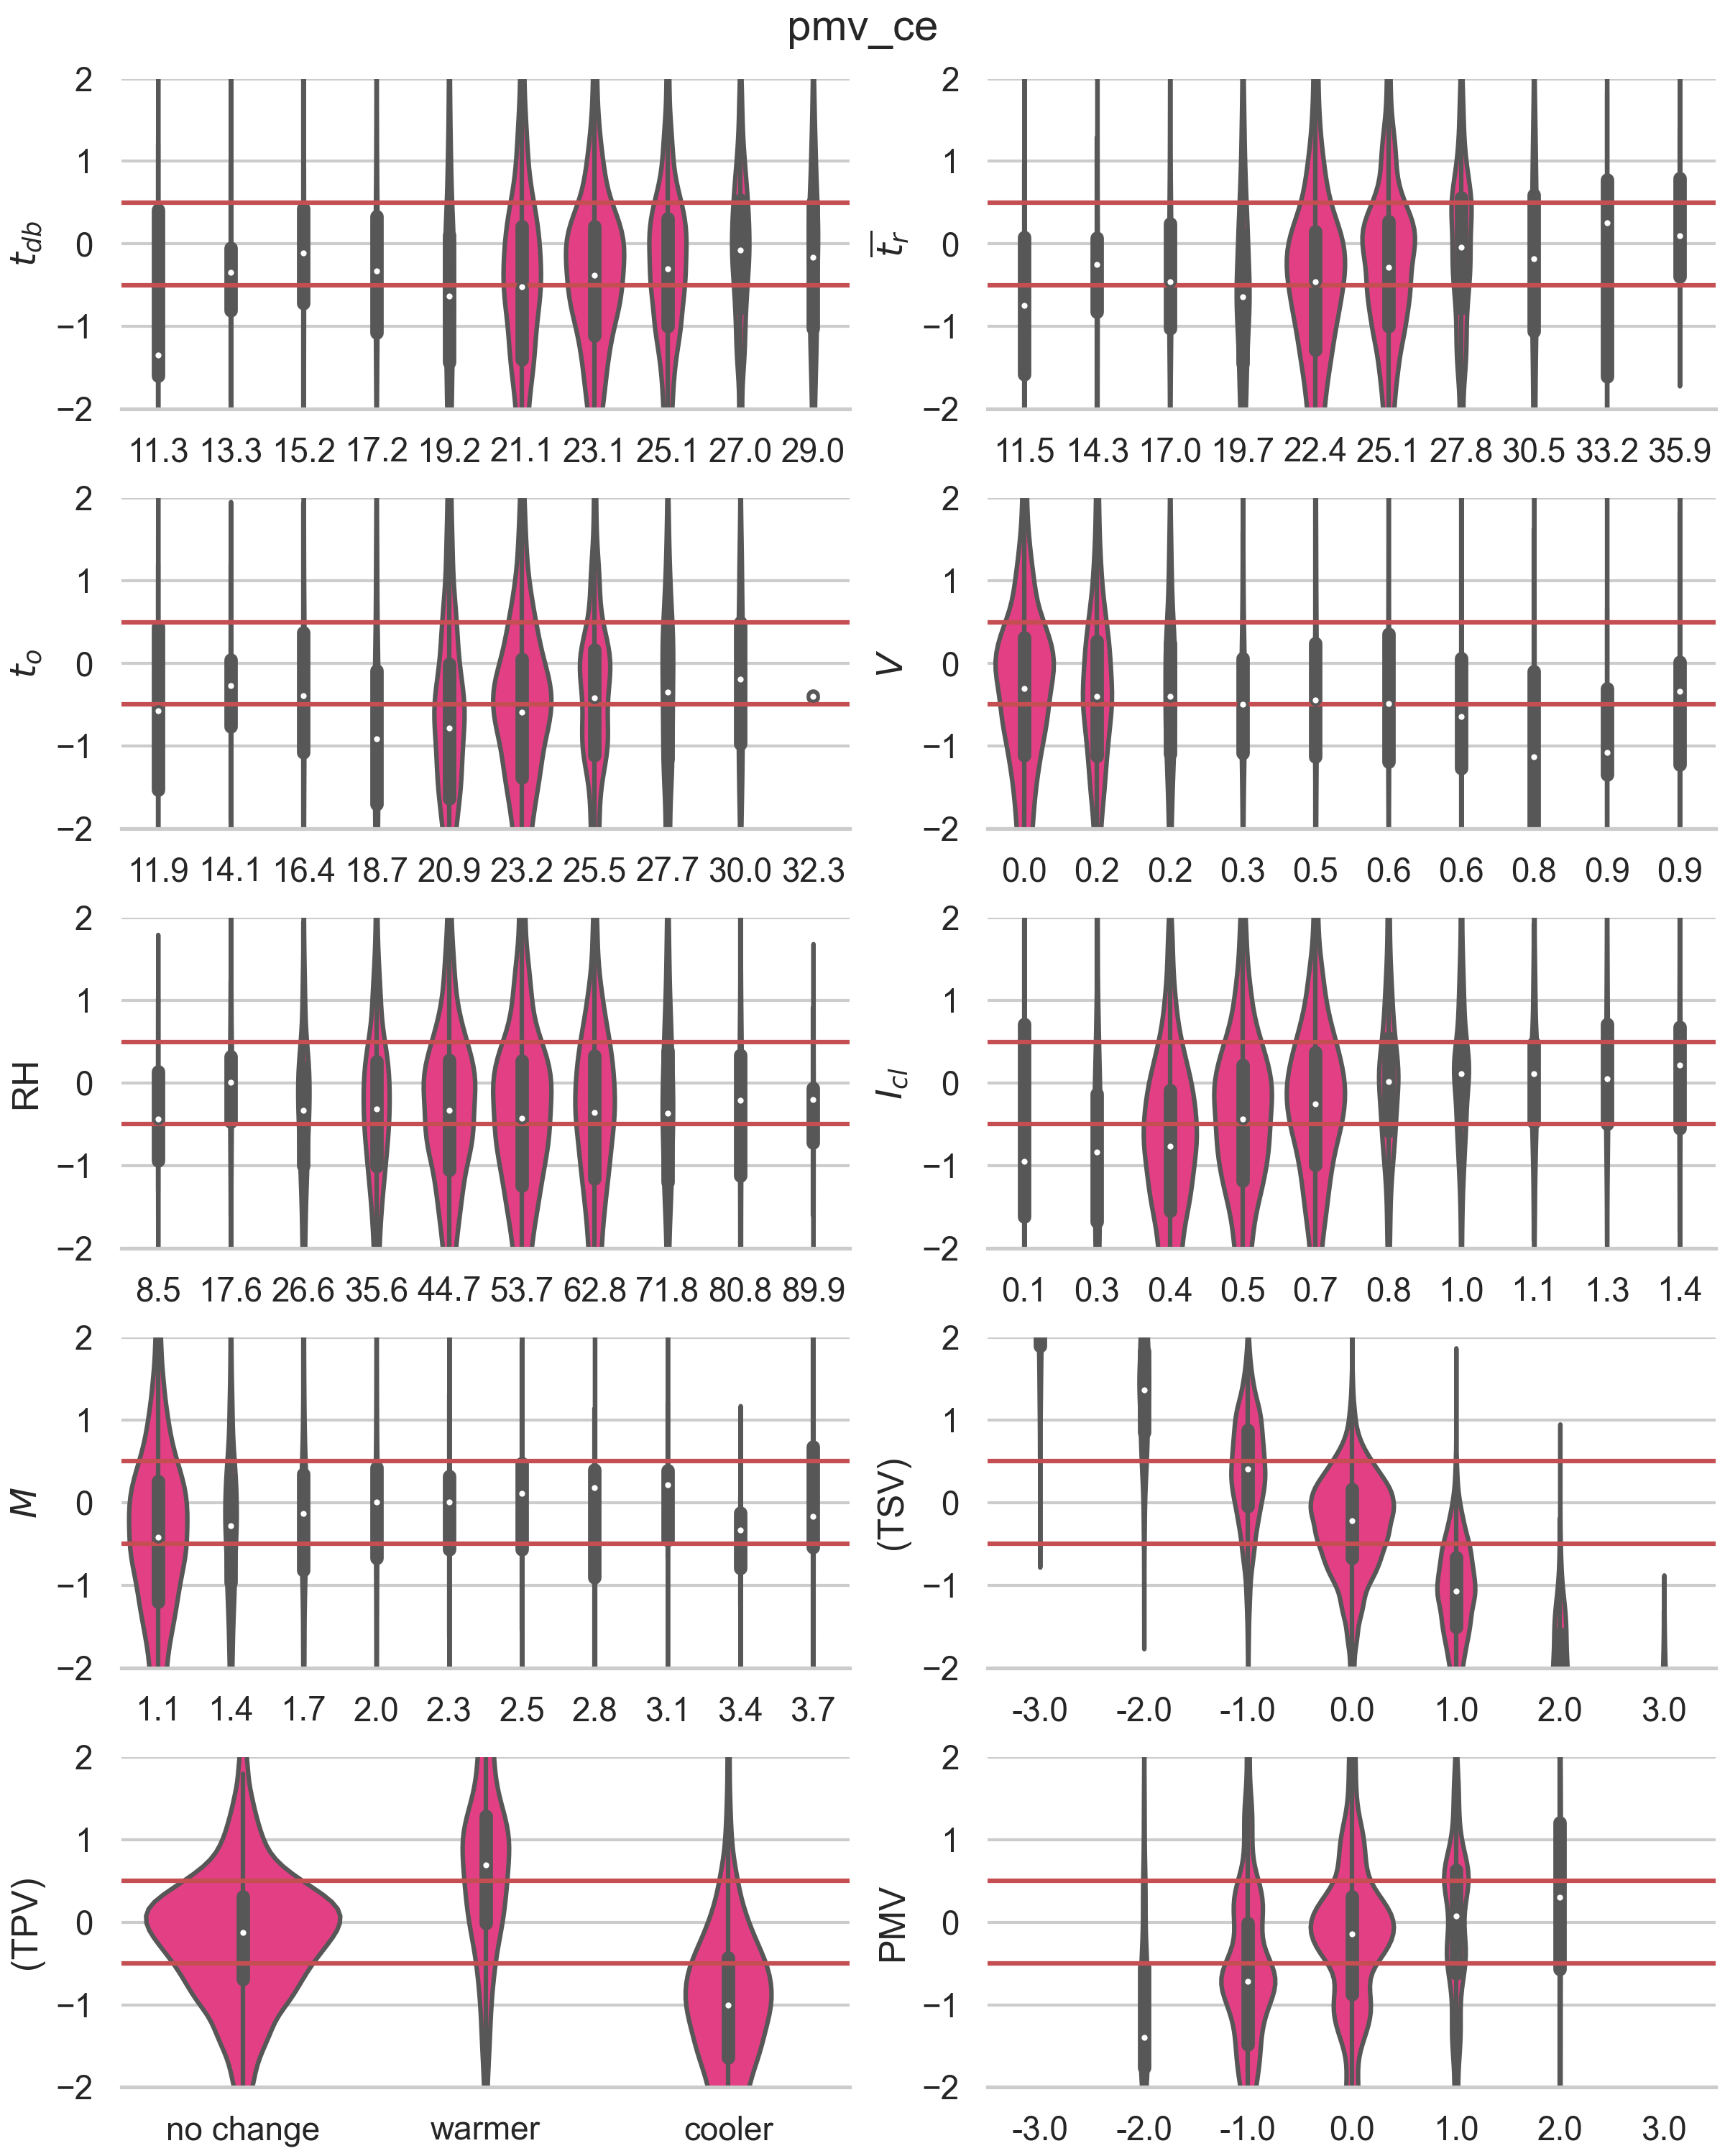 pmv_ce
2 2
1 1
t_db 0 t̅_r 0
−1 −1
−2 −2
11.3 13.3 15.2 17.2 19.2 21.1 23.1 25.1 27.0 29.0 11.5 14.3 17.0 19.7 22.4 25.1 27.8 30.5 33.2 35.9
2 2
1 1
t_o 0 V 0
−1 −1
−2 −2
11.9 14.1 16.4 18.7 20.9 23.2 25.5 27.7 30.0 32.3 0.0 0.2 0.2 0.3 0.5 0.6 0.6 0.8 0.9 0.9
2 2
1 1
RH 0 I_cl 0
−1 −1
−2 −2
8.5 17.6 26.6 35.6 44.7 53.7 62.8 71.8 80.8 89.9 0.1 0.3 0.4 0.5 0.7 0.8 1.0 1.1 1.3 1.4
2 2
1 1
M 0 (TSV) 0
−1 −1
−2 −2
1.1 1.4 1.7 2.0 2.3 2.5 2.8 3.1 3.4 3.7 -3.0 -2.0 -1.0 0.0 1.0 2.0 3.0
2 2
1 1
(TPV) 0 PMV 0
−1 −1
−2 −2
no change warmer cooler -3.0 -2.0 -1.0 0.0 1.0 2.0 3.0